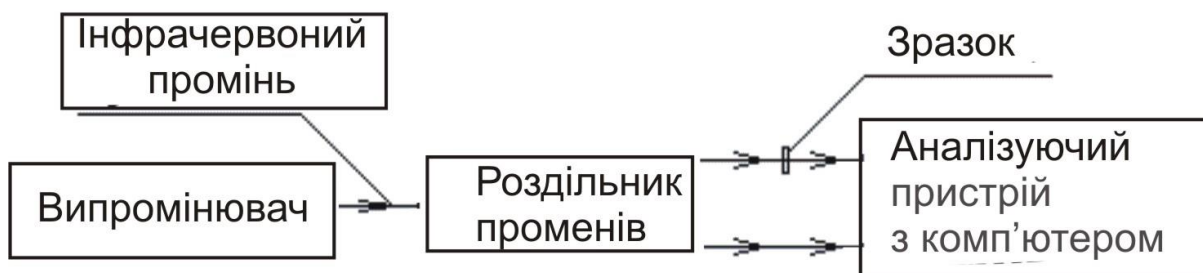 Інфрачервоний
промінь
Зразок
Випромінювач
Роздільник
променів
Аналізуючий
пристрій
з комп’ютером